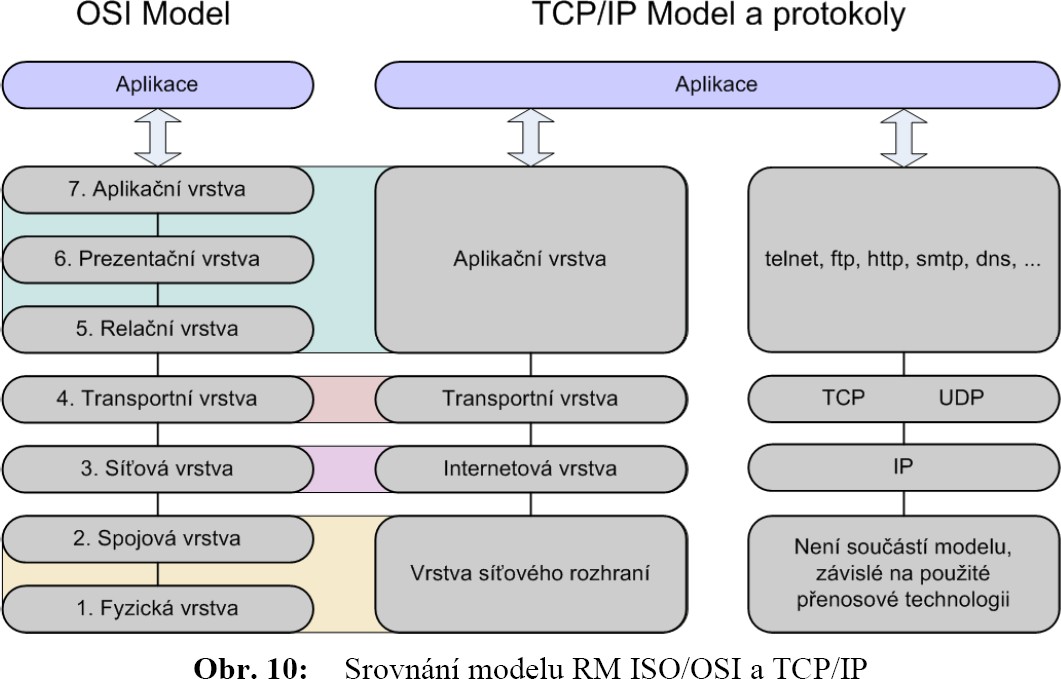 OSI Model
TCP/IP Model a protokoly
Aplikace
Aplikace
7. Aplikační vrstva
6. Prezentační vrstva
5. Relační vrstva
Aplikační vrstva
telnet, ftp, http, smtp, dns, ...
4. Transportní vrstva
Transportní vrstva
TCP UDP
3. Síťová vrstva
Internetová vrstva
IP
2. Spojová vrstva
1. Fyzická vrstva
Vrstva síťového rozhraní
Není součástí modelu,
závislé na použité
přenosové technologii
Obr. 10: Srovnání modelu RM ISO/OSI a TCP/IP